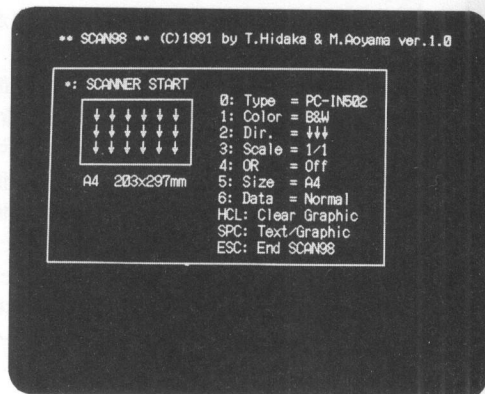 ** SCAN98 ** (C)1991 by T.Hidaka & M.Aoyama ver.1.0
*: SCANNER START
↓ ↓ ↓ ↓ ↓ ↓
↓ ↓ ↓ ↓ ↓ ↓
↓ ↓ ↓ ↓ ↓ ↓
A4 203x297mm
0: Type = PC-IN502
1: Color = B&W
2: Dir. = ↓↓↓
3: Scale = 1/1
4: OR = Off
5: Size = A4
6: Data = Normal
HCL: Clear Graphic
SPC: Text/Graphic
ESC: End SCAN98